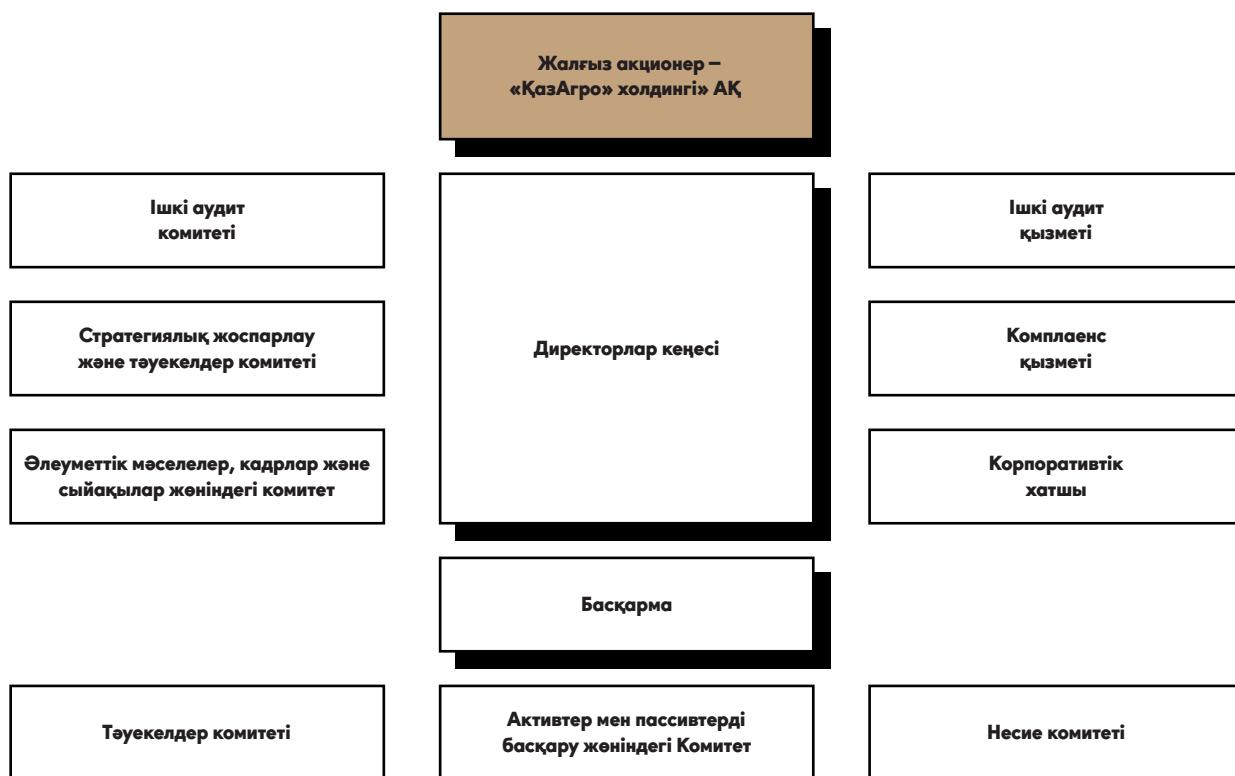 Жалғыз акционер –
«ҚазАгро» холдингі» АҚ
Ішкі аудит
комитеті
Ішкі аудит
қызметі
Стратегиялық жоспарлау
және тәуекелдер комитеті
Директорлар кеңесі
Комплаенс
қызметі
Әлеуметтік мәселелер, кадрлар және
сыйақылар жөніндегі комитет
Корпоративтік
хатшы
Басқарма
Тәуекелдер комитеті
Активтер мен пассивтерді
басқару жөніндегі Комитет
Несие комитеті